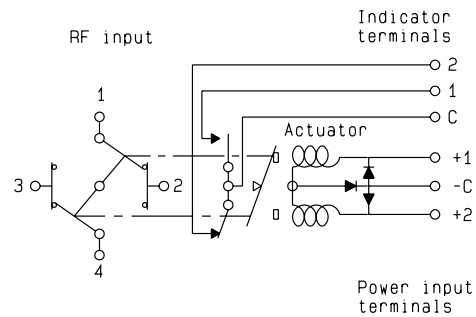 Indicator
terminals
RF input
2
1
1
C
Actuator
+1
3
2
-C
+2
4
Power input
terminals